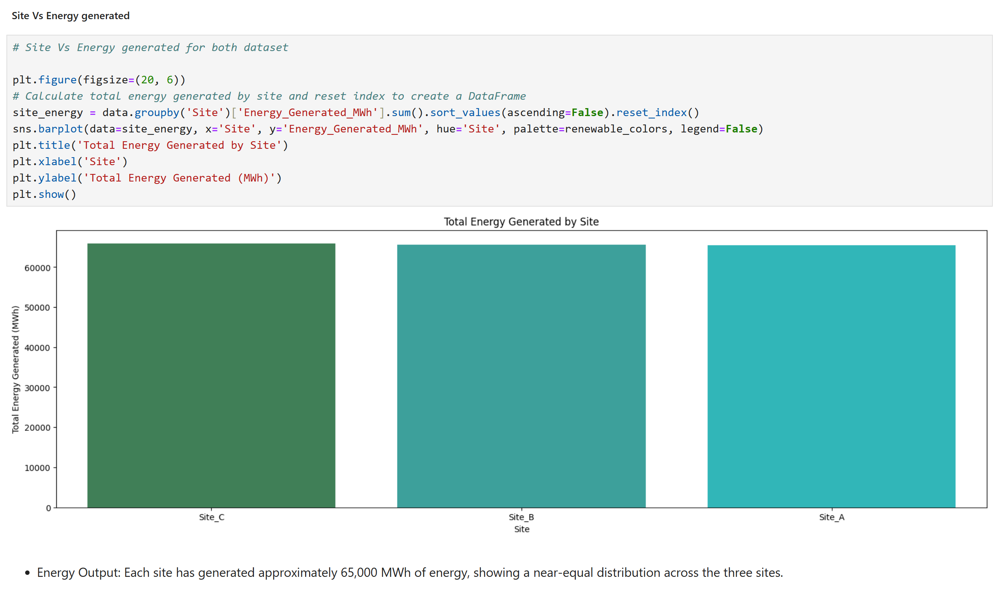 Site Vs Energy generated
# Site Vs Energy generated for both dataset
plt.figure(figsize=(20, 6))
# Calculate total energy generated by site and reset index to create a DataFrame
site_energy = data.groupby('Site')['Energy_Generated_MWh'].sum().sort_values(ascending=False).reset_index()
sns.barplot(data=site_energy, x='Site', y='Energy_Generated_MWh', hue='Site', palette=renewable_colors, legend=False)
plt.title('Total Energy Generated by Site')
plt.xlabel('Site')
plt.ylabel('Total Energy Generated (MWh)')
plt.show()
Total Energy Generated by Site
Total Energy Generated (MWh)
60000
50000
40000
30000
20000
10000
0
Site_C Site_B Site_A
Site
• Energy Output: Each site has generated approximately 65,000 MWh of energy, showing a near-equal distribution across the three sites.